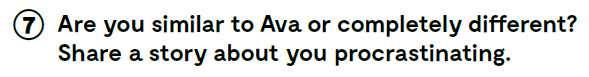 ⑦ Are you similar to Ava or completely different?
Share a story about you procrastinating.